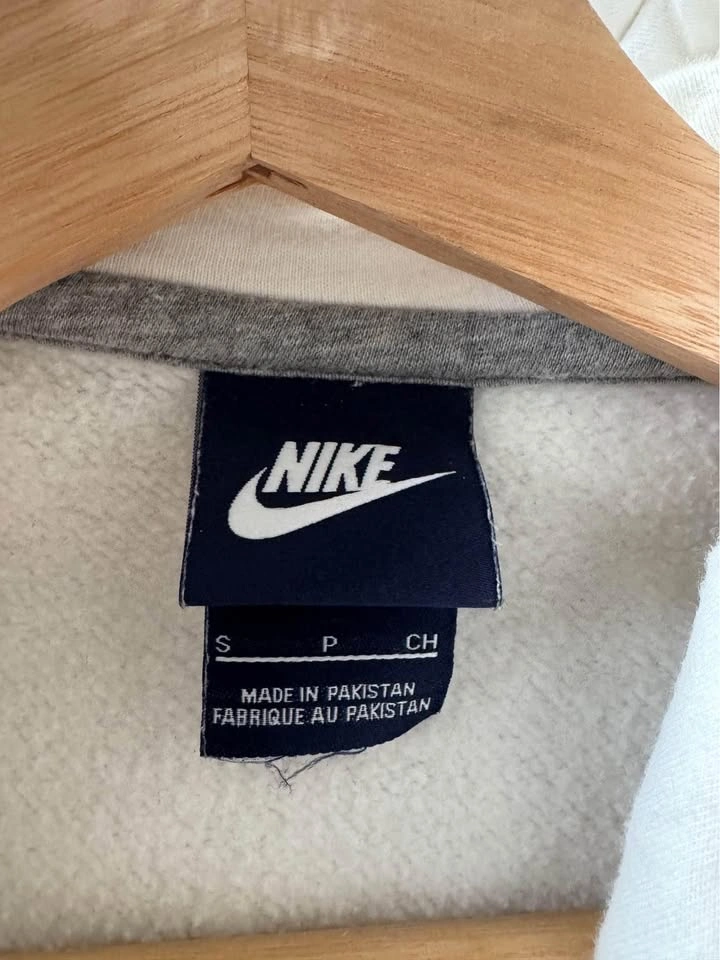 NIKE
S P CH
MADE IN PAKISTAN
FABRIQUE AU PAKISTAN